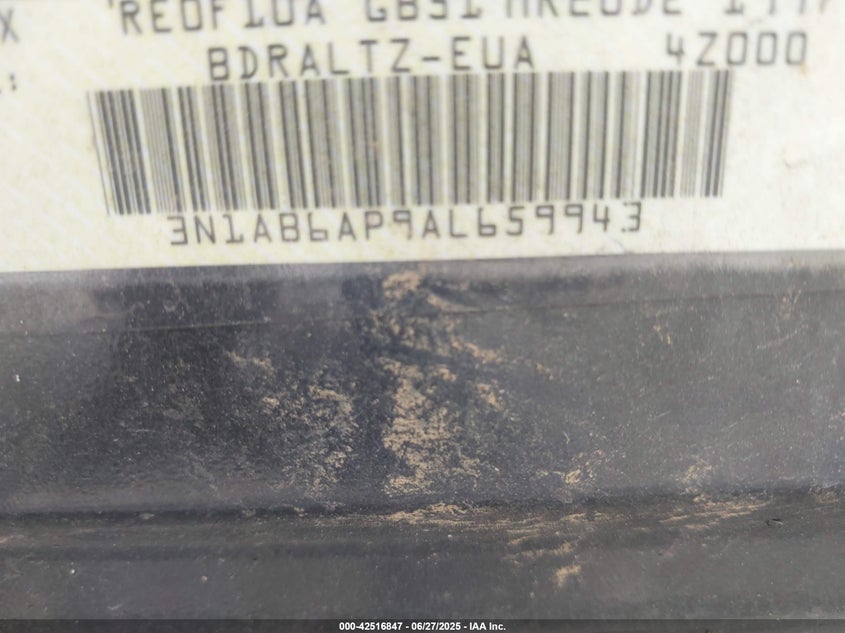 BDRALTZ-EUA 4Z000
3N1AB6AP9AL659943
000-42516847 / 06/27/2025 - IAA Inc.